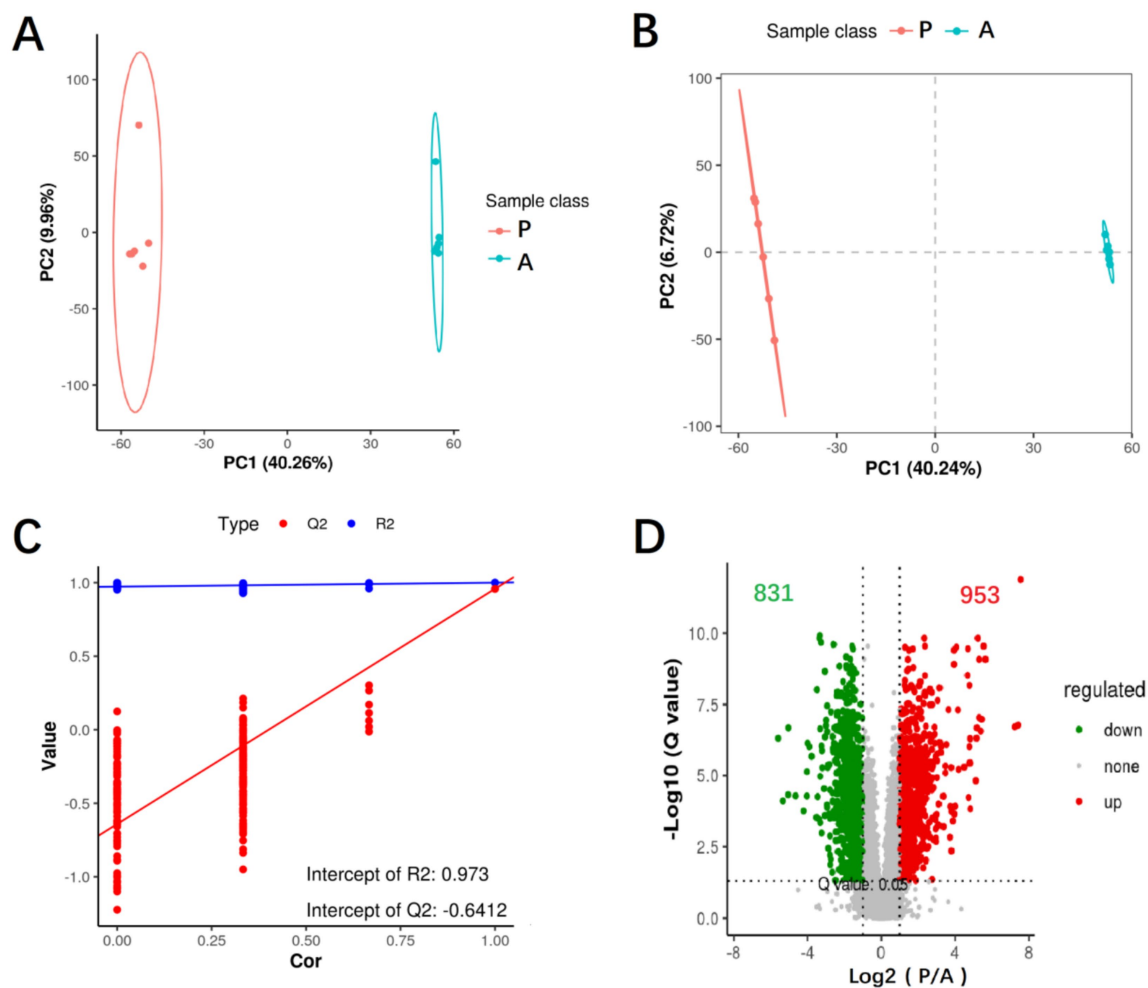 A
100
50
0
-50
-100
PC2 (9.96%)
-60 -30 0 30 60
PC1 (40.26%)
Sample class
P
A
B
Sample class P A
100
50
0
-50
-100
PC2 (6.72%)
-60 -30 0 30 60
PC1 (40.24%)
C
Type Q2 R2
1.0
0.5
0.0
-0.5
-1.0
Value
Intercept of R2: 0.973
Intercept of Q2: -0.6412
0.00 0.25 0.50 0.75 1.00
Cor
D
831 953
10.0
7.5
5.0
2.5
0.0
-Log10 (Q value)
Q value: 0.05
-8 -4 0 4 8
Log2 ( P/A )
regulated
down
none
up